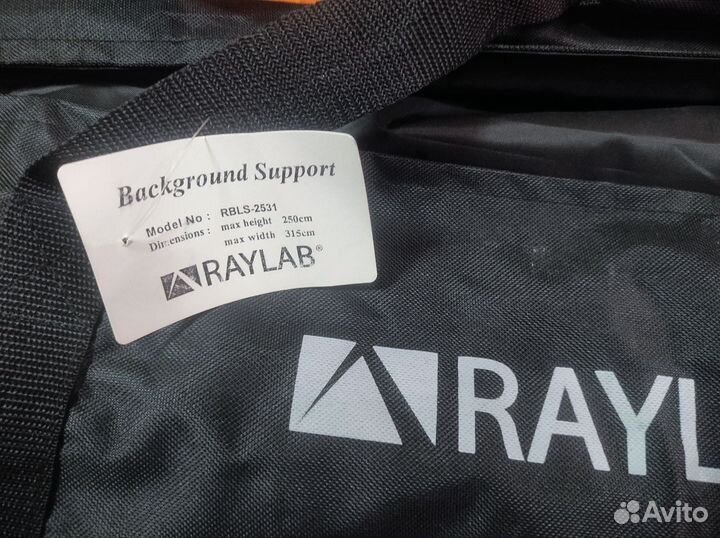 Background Support
Model No : RBLS-2531
Dimensions : max height 250cm
max width 315cm
RAYLAB®
RAYL
Avito